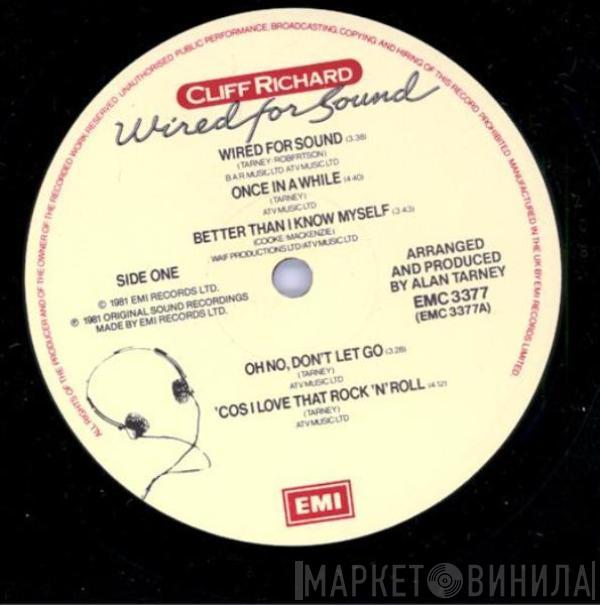 ALL RIGHTS OF THE PRODUCER AND OF THE OWNER OF THE RECORDED WORK RESERVED. UNAUTHORISED PUBLIC PERFORMANCE, BROADCASTING, COPYING AND HIRING OF THIS RECORD PROHIBITED. MANUFACTURED IN THE UK BY EMI RECORDS LIMITED.
CLIFF RICHARD
Wired for Sound
WIRED FOR SOUND (3.38)
(TARNEY: ROBERTSON)
B A R MUSIC LTD ATV MUSIC LTD
ONCE IN A WHILE (4.40)
(TARNEY)
ATV MUSIC LTD
BETTER THAN I KNOW MYSELF (3.43)
(COOKE: MACKENZIE)
WAIF PRODUCTIONS LTD/ATV MUSIC LTD
SIDE ONE
© 1981 EMI RECORDS LTD.
℗ 1981 ORIGINAL SOUND RECORDINGS
MADE BY EMI RECORDS LTD.
ARRANGED
AND PRODUCED
BY ALAN TARNEY
EMC 3377
(EMC 3377A)
OH NO, DON'T LET GO (3.28)
(TARNEY)
ATV MUSIC LTD
'COS I LOVE THAT ROCK 'N' ROLL (4.12)
(TARNEY)
ATV MUSIC LTD
EMI
МАРКЕТ ВИНИЛА